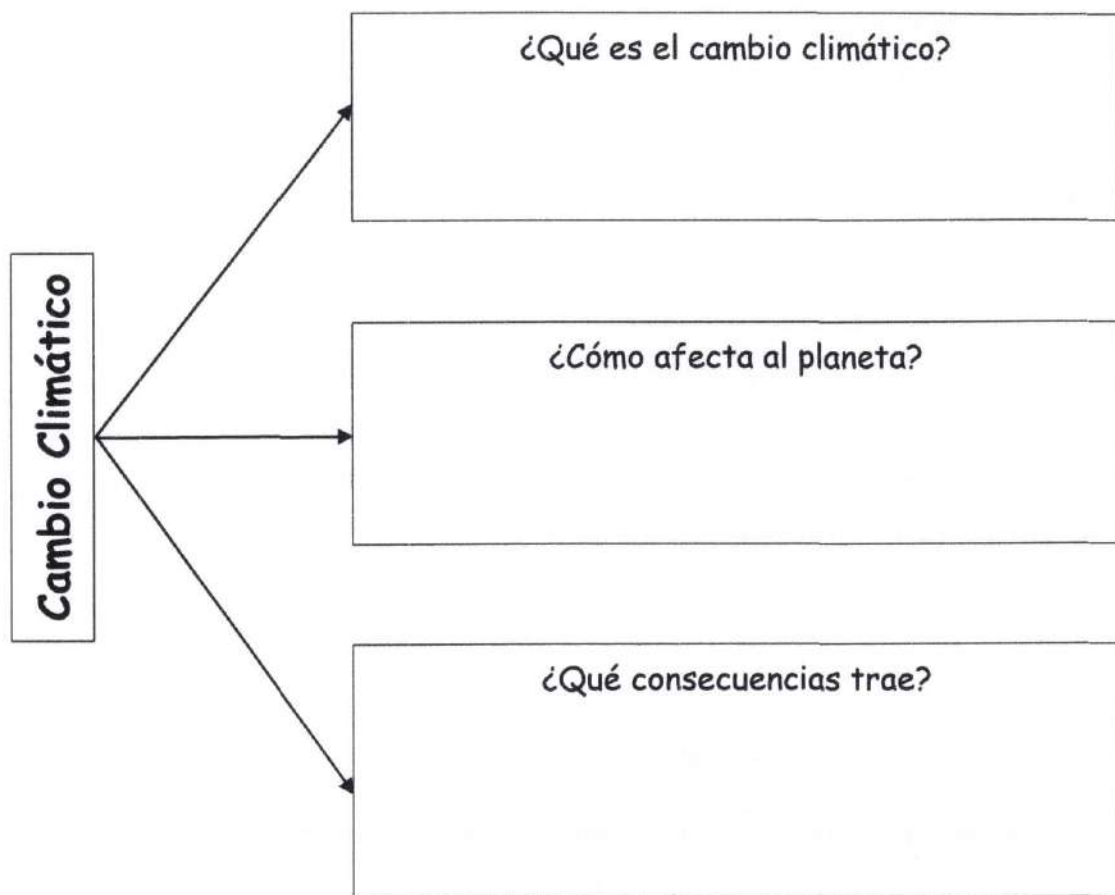 Cambio Climático
¿Qué es el cambio climático?
¿Cómo afecta al planeta?
¿Qué consecuencias trae?